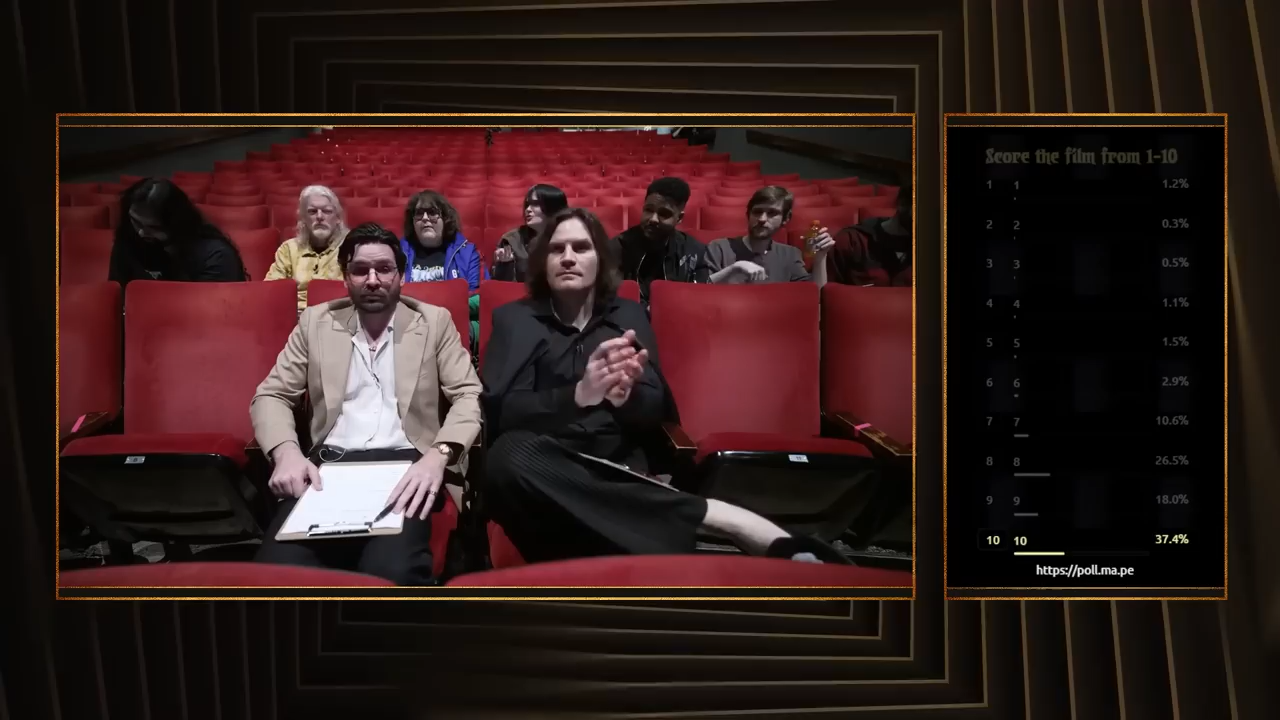 Score the film from 1-10
1 1 1.2%
2 2 0.3%
3 3 0.5%
4 4 1.1%
5 5 1.5%
6 6 2.9%
7 7 10.6%
8 8 26.5%
9 9 18.0%
10 10 37.4%
https://poll.ma.pe